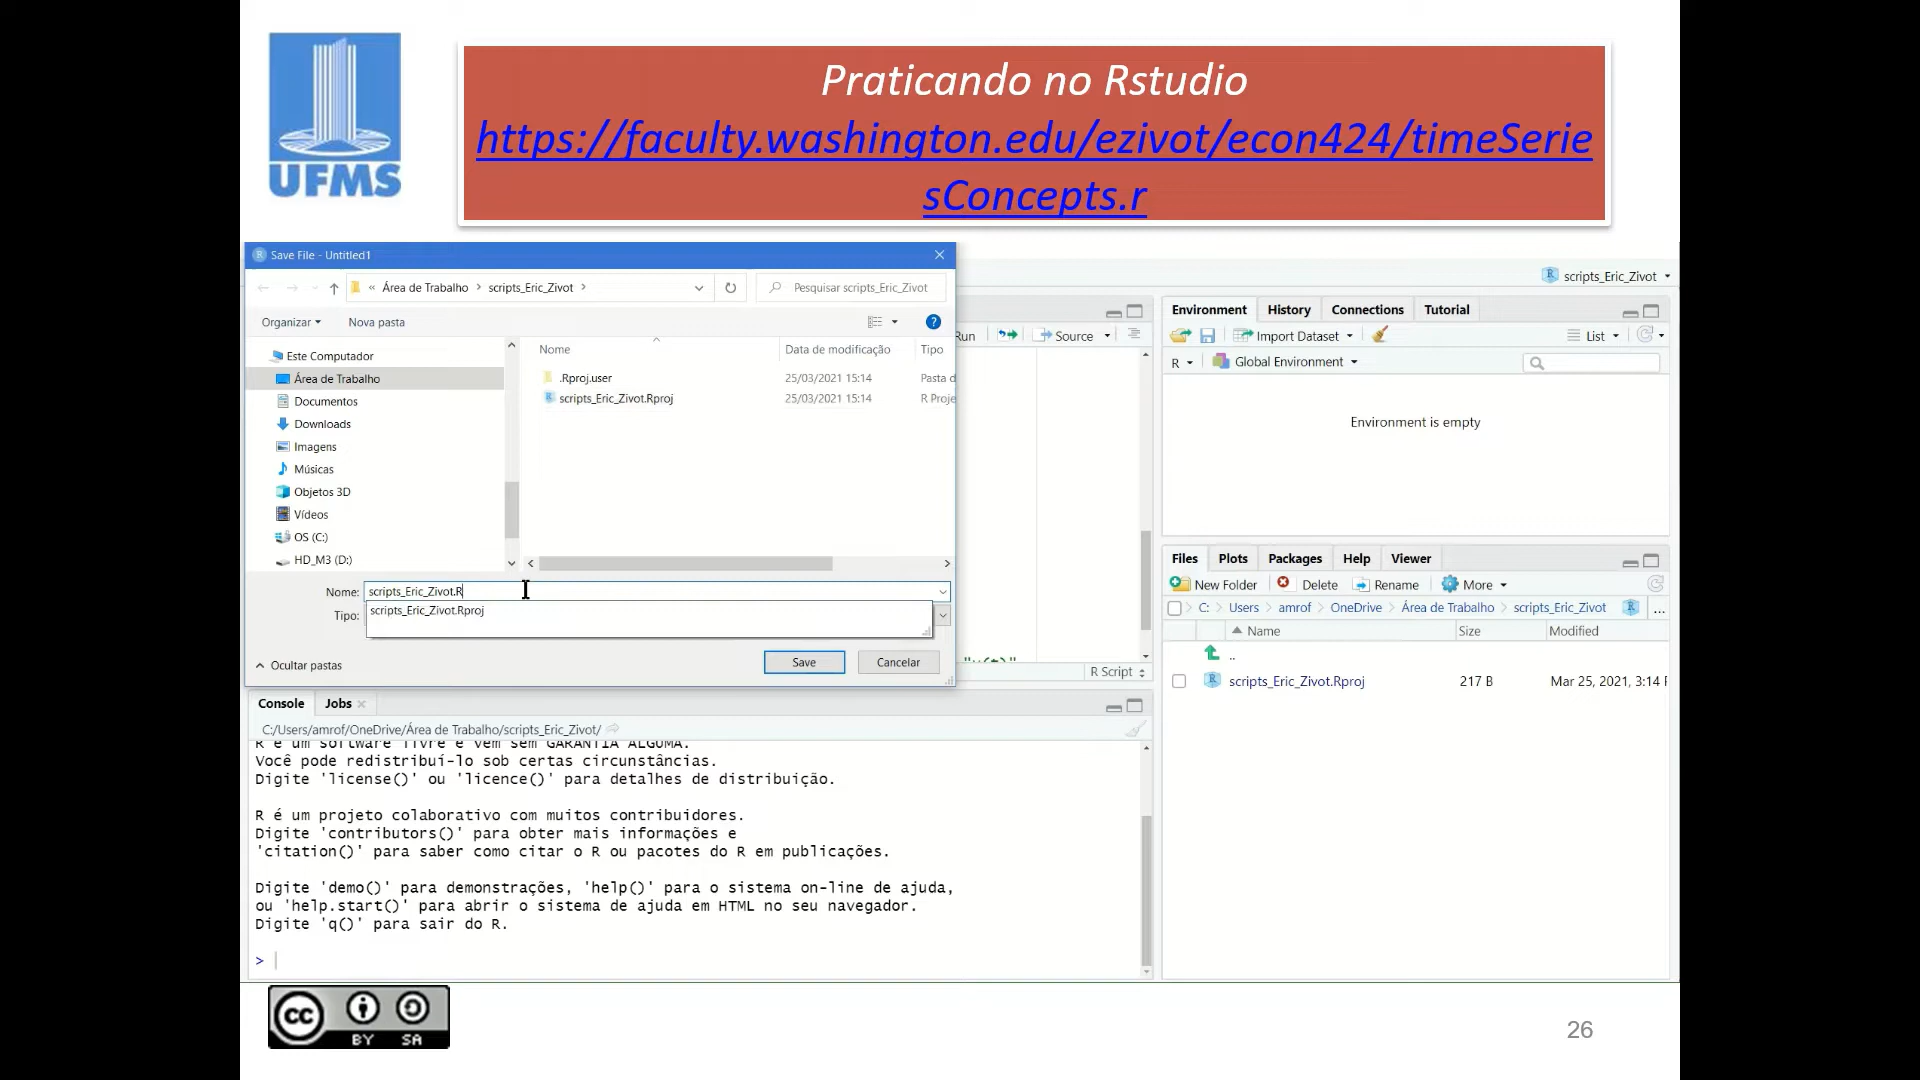 UFMS
Praticando no Rstudio
https://faculty.washington.edu/ezivot/econ424/timeSerie
sConcepts.r
Save File - Untitled1
« Área de Trabalho › scripts_Eric_Zivot ›
Pesquisar scripts_Eric_Zivot
Organizar
Nova pasta
Este Computador
Área de Trabalho
Documentos
Downloads
Imagens
Músicas
Objetos 3D
Vídeos
OS (C:)
HD_M3 (D:)
Nome Data de modificação Tipo
.Rproj.user 25/03/2021 15:14 Pasta d
scripts_Eric_Zivot.Rproj 25/03/2021 15:14 R Proje
Nome: scripts_Eric_Zivot.R
scripts_Eric_Zivot.Rproj
Tipo:
Ocultar pastas
Save
Cancelar
Run
Source
R Script
scripts_Eric_Zivot
Environment History Connections Tutorial
Import Dataset
List
R
Global Environment
Environment is empty
Files Plots Packages Help Viewer
New Folder Delete Rename More
C: › Users › amrof › OneDrive › Área de Trabalho › scripts_Eric_Zivot ...
Name Size Modified
..
scripts_Eric_Zivot.Rproj 217 B Mar 25, 2021, 3:14
Console Jobs
C:/Users/amrof/OneDrive/Área de Trabalho/scripts_Eric_Zivot/
R é um software livre e vem sem GARANTIA ALGUMA.
Você pode redistribuí-lo sob certas circunstâncias.
Digite 'license()' ou 'licence()' para detalhes de distribuição.
R é um projeto colaborativo com muitos contribuidores.
Digite 'contributors()' para obter mais informações e
'citation()' para saber como citar o R ou pacotes do R em publicações.
Digite 'demo()' para demonstrações, 'help()' para o sistema on-line de ajuda,
ou 'help.start()' para abrir o sistema de ajuda em HTML no seu navegador.
Digite 'q()' para sair do R.
>
cc
BY SA
26